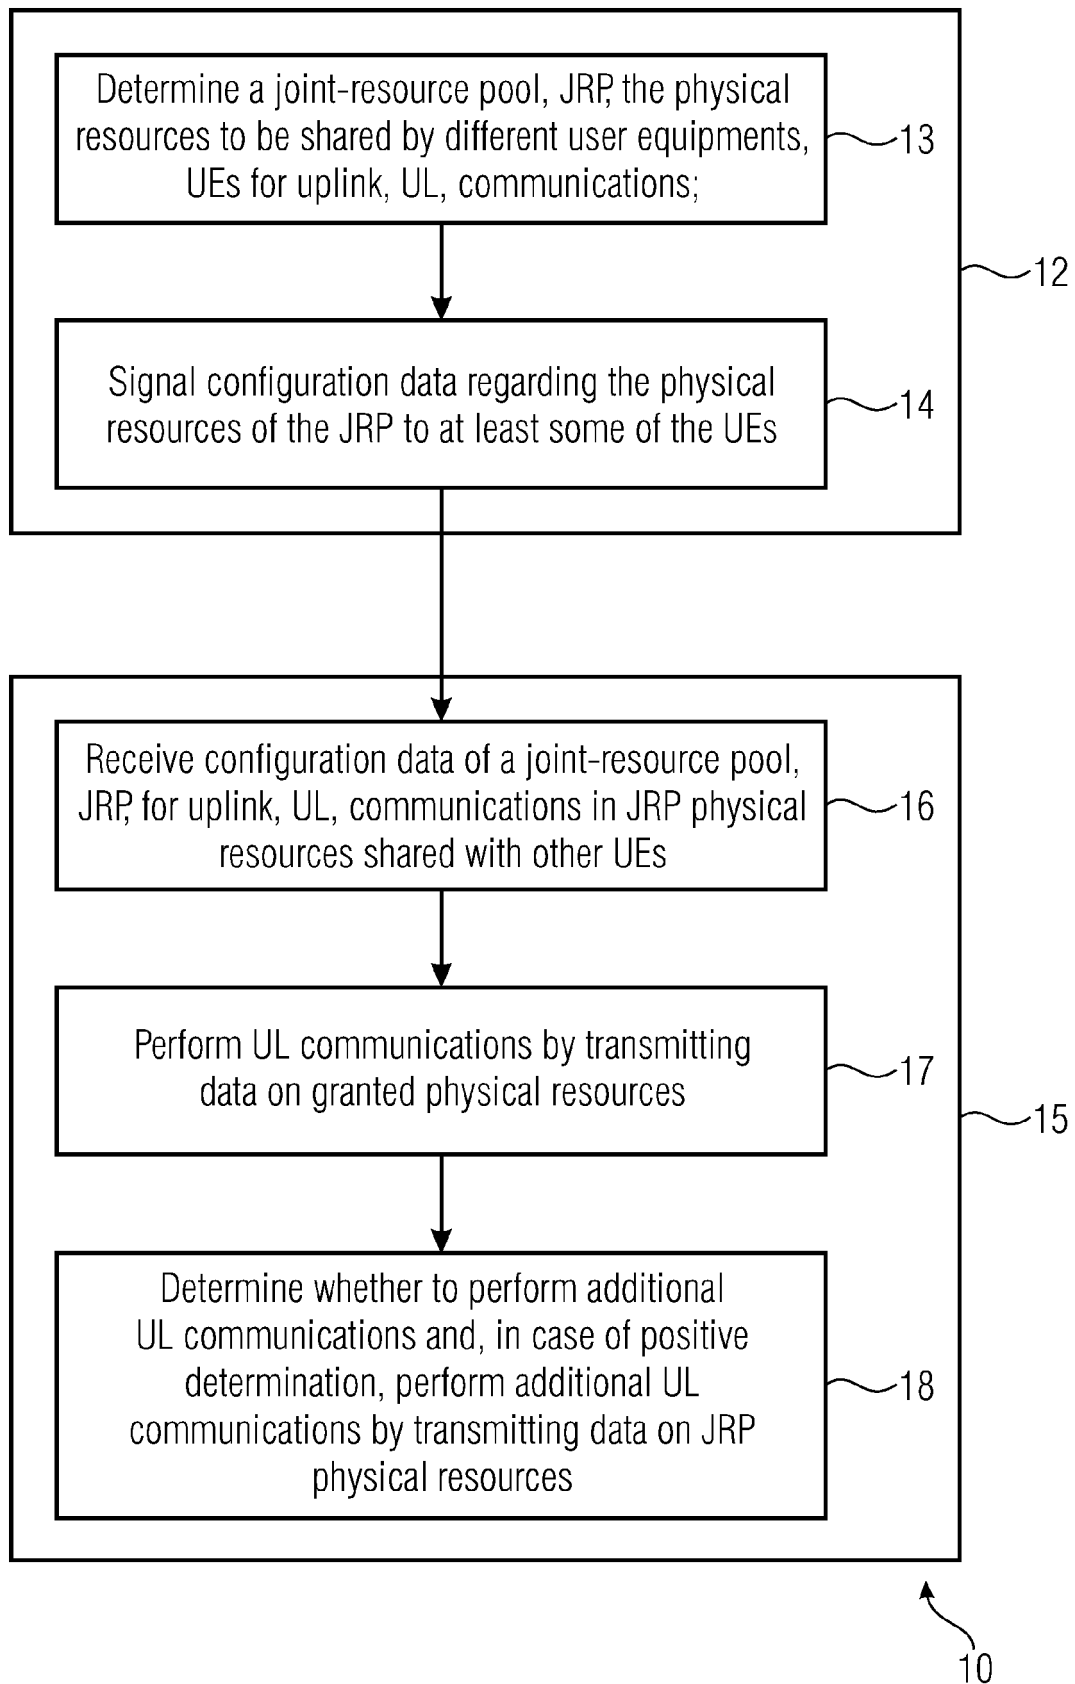 Determine a joint-resource pool, JRP, the physical
resources to be shared by different user equipments,
UEs for uplink, UL, communications;
13
12
Signal configuration data regarding the physical
resources of the JRP to at least some of the UEs
14
Receive configuration data of a joint-resource pool,
JRP, for uplink, UL, communications in JRP physical
resources shared with other UEs
16
Perform UL communications by transmitting
data on granted physical resources
17
15
Determine whether to perform additional
UL communications and, in case of positive
determination, perform additional UL
communications by transmitting data on JRP
physical resources
18
10